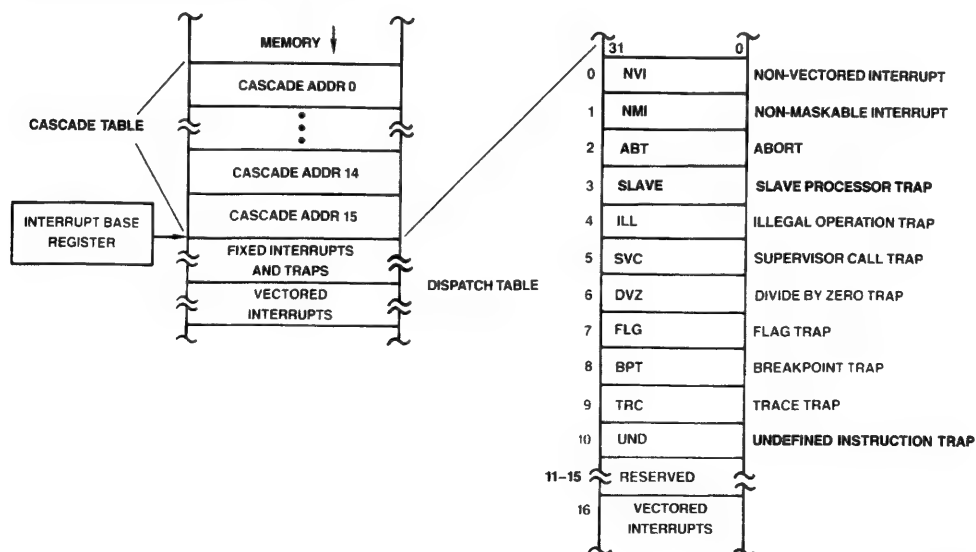 MEMORY
CASCADE ADDR 0
CASCADE TABLE
CASCADE ADDR 14
CASCADE ADDR 15
INTERRUPT BASE
REGISTER
FIXED INTERRUPTS
AND TRAPS
VECTORED
INTERRUPTS
DISPATCH TABLE
31 0
0 NVI NON-VECTORED INTERRUPT
1 NMI NON-MASKABLE INTERRUPT
2 ABT ABORT
3 SLAVE SLAVE PROCESSOR TRAP
4 ILL ILLEGAL OPERATION TRAP
5 SVC SUPERVISOR CALL TRAP
6 DVZ DIVIDE BY ZERO TRAP
7 FLG FLAG TRAP
8 BPT BREAKPOINT TRAP
9 TRC TRACE TRAP
10 UND UNDEFINED INSTRUCTION TRAP
11–15 RESERVED
16 VECTORED
INTERRUPTS